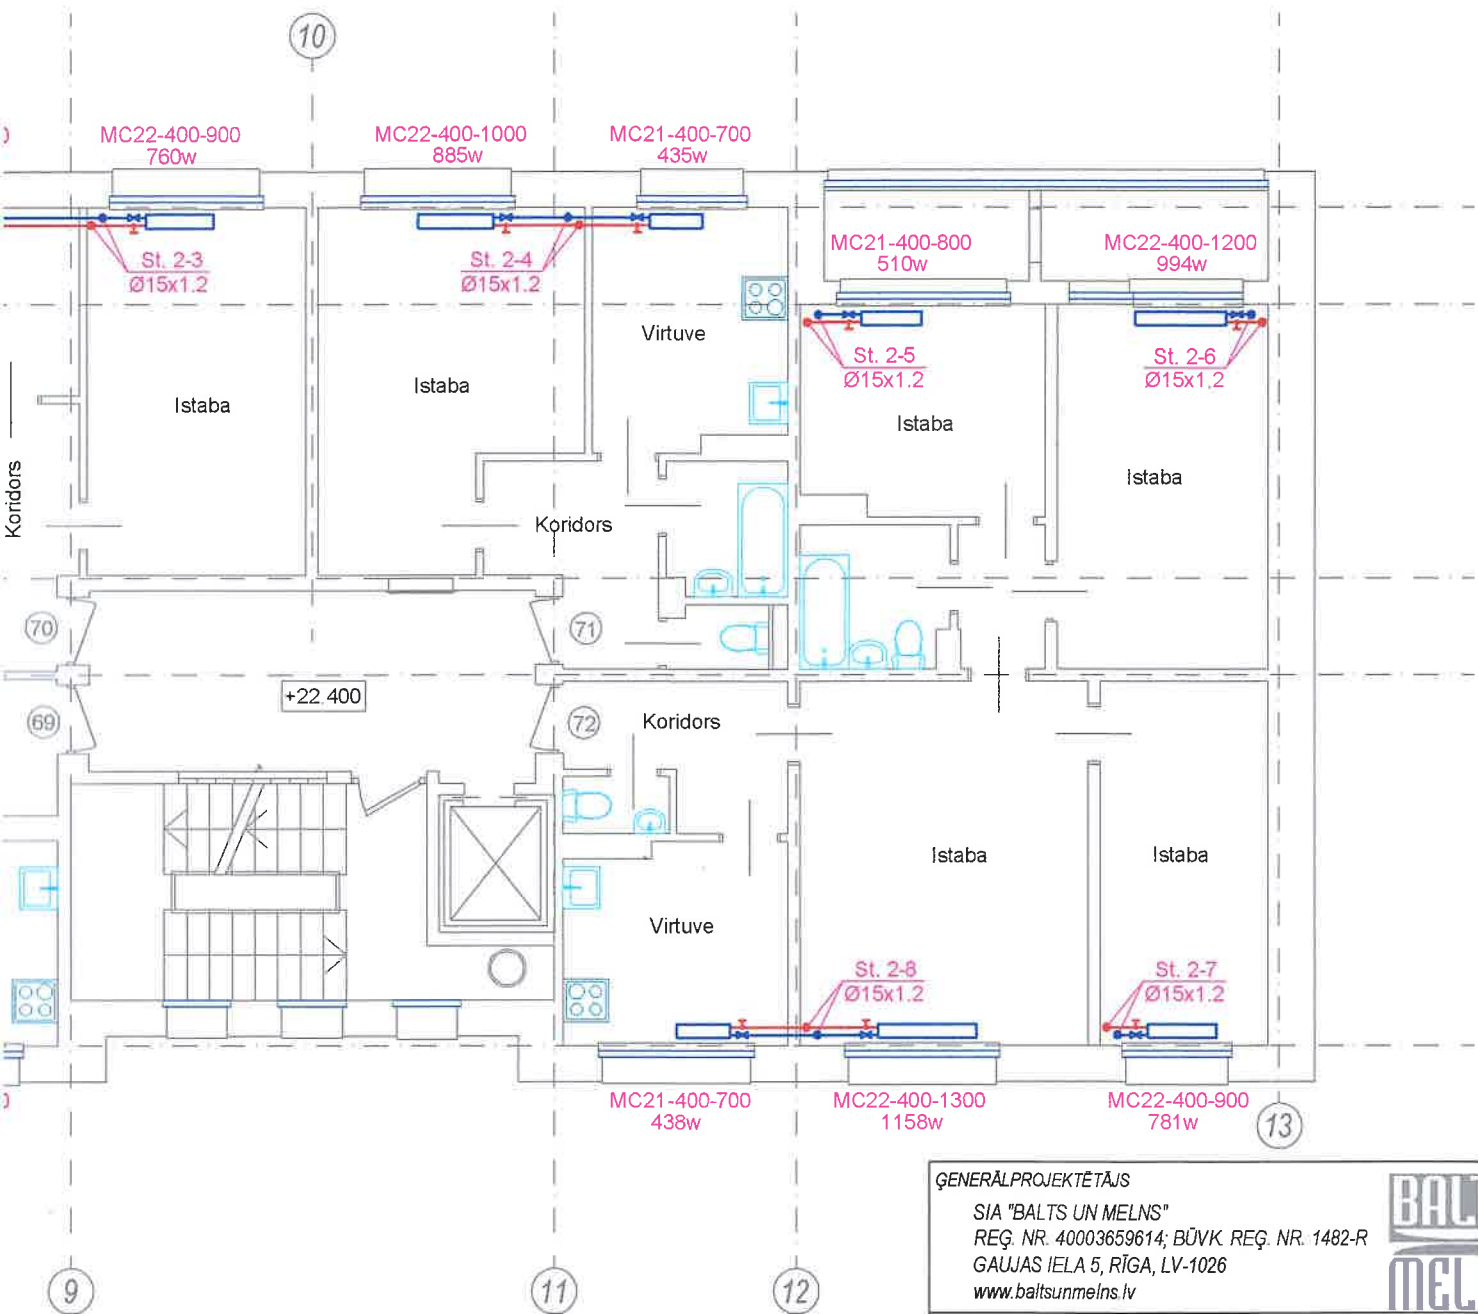 10
MC22-400-900
760w
MC22-400-1000
885w
MC21-400-700
435w
MC21-400-800
510w
MC22-400-1200
994w
St. 2-3
Ø15x1.2
St. 2-4
Ø15x1.2
St. 2-5
Ø15x1.2
St. 2-6
Ø15x1,2
Virtuve
Istaba
Istaba
Istaba
Istaba
Koridors
Koridors
70
71
+22.400
69
72
Koridors
Istaba
Istaba
Virtuve
St. 2-8
Ø15x1.2
St. 2-7
Ø15x1.2
MC21-400-700
438w
MC22-400-1300
1158w
MC22-400-900
781w
13
9
11
12
ĢENERĀLPROJEKTĒTĀJS
SIA "BALTS UN MELNS"
REĢ. NR. 40003659614; BŪVK. REĢ. NR. 1482-R
GAUJAS IELA 5, RĪGA, LV-1026
www.baltsunmelns.lv